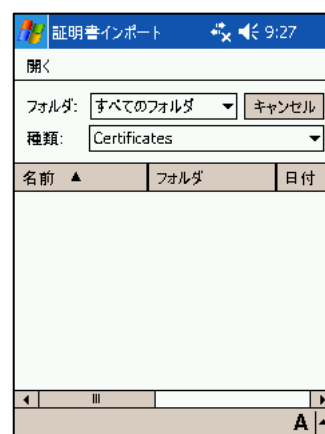 証明書インポート 9:27
開く
フォルダ: すべてのフォルダ キャンセル
種類: Certificates
名前 ▲ フォルダ 日付
A